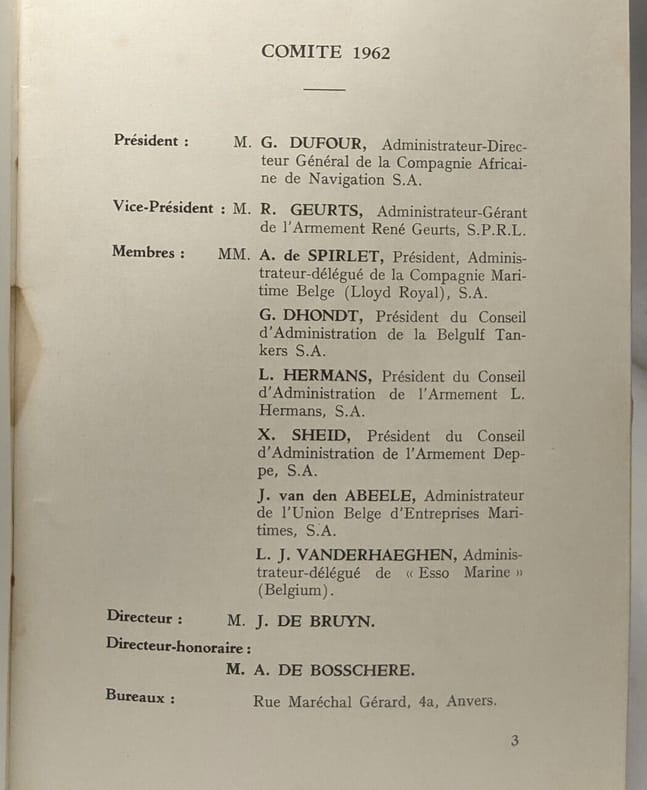 COMITE 1962
Président : M. G. DUFOUR, Administrateur-Direc-
teur Général de la Compagnie Africai-
ne de Navigation S.A.
Vice-Président : M. R. GEURTS, Administrateur-Gérant
de l'Armement René Geurts, S.P.R.L.
Membres : MM. A. de SPIRLET, Président, Adminis-
trateur-délégué de la Compagnie Mari-
time Belge (Lloyd Royal), S.A.
G. DHONDT, Président du Conseil
d'Administration de la Belgulf Tan-
kers S.A.
L. HERMANS, Président du Conseil
d'Administration de l'Armement L.
Hermans, S.A.
X. SHEID, Président du Conseil
d'Administration de l'Armement Dep-
pe, S.A.
J. van den ABEELE, Administrateur
de l'Union Belge d'Entreprises Mari-
times, S.A.
L. J. VANDERHAEGHEN, Adminis-
trateur-délégué de « Esso Marine »
(Belgium).
Directeur : M. J. DE BRUYN.
Directeur-honoraire :
M. A. DE BOSSCHERE.
Bureaux : Rue Maréchal Gérard, 4a, Anvers.
3